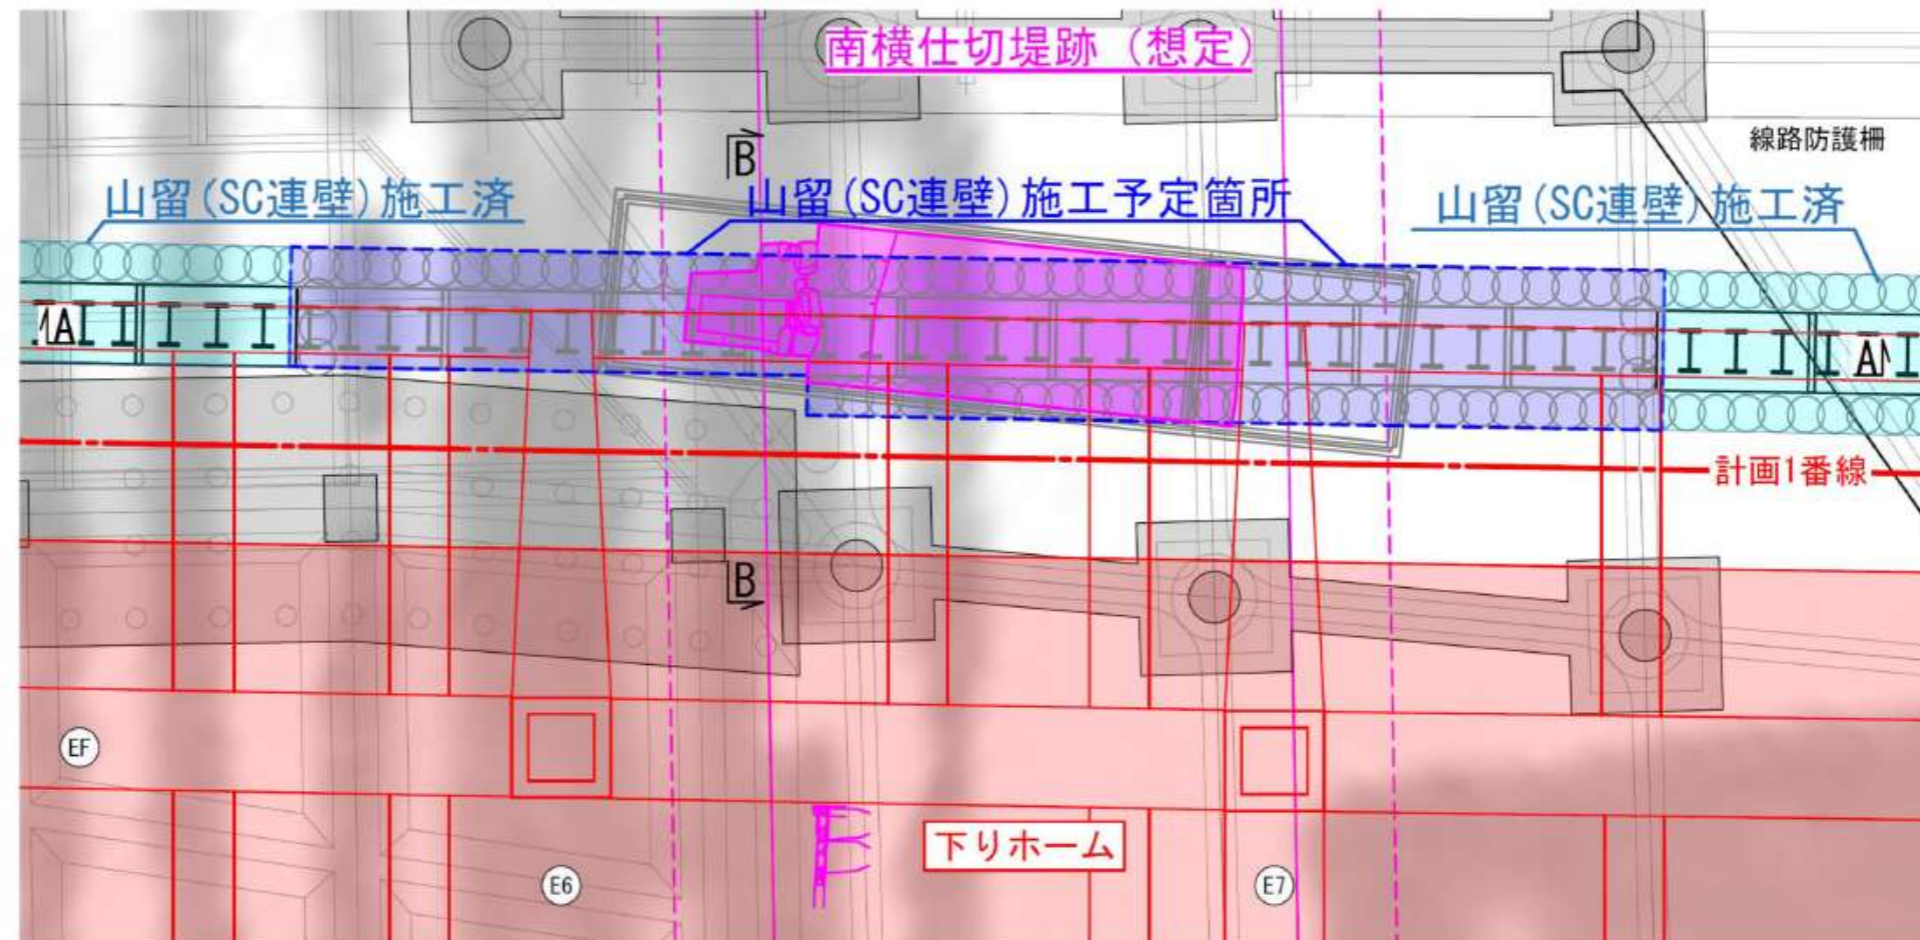 南横仕切堤跡（想定）
B
線路防護柵
山留(SC連壁)施工済
山留(SC連壁)施工予定箇所
山留(SC連壁)施工済
A
A
計画1番線
B
EF
下りホーム
E6
E7